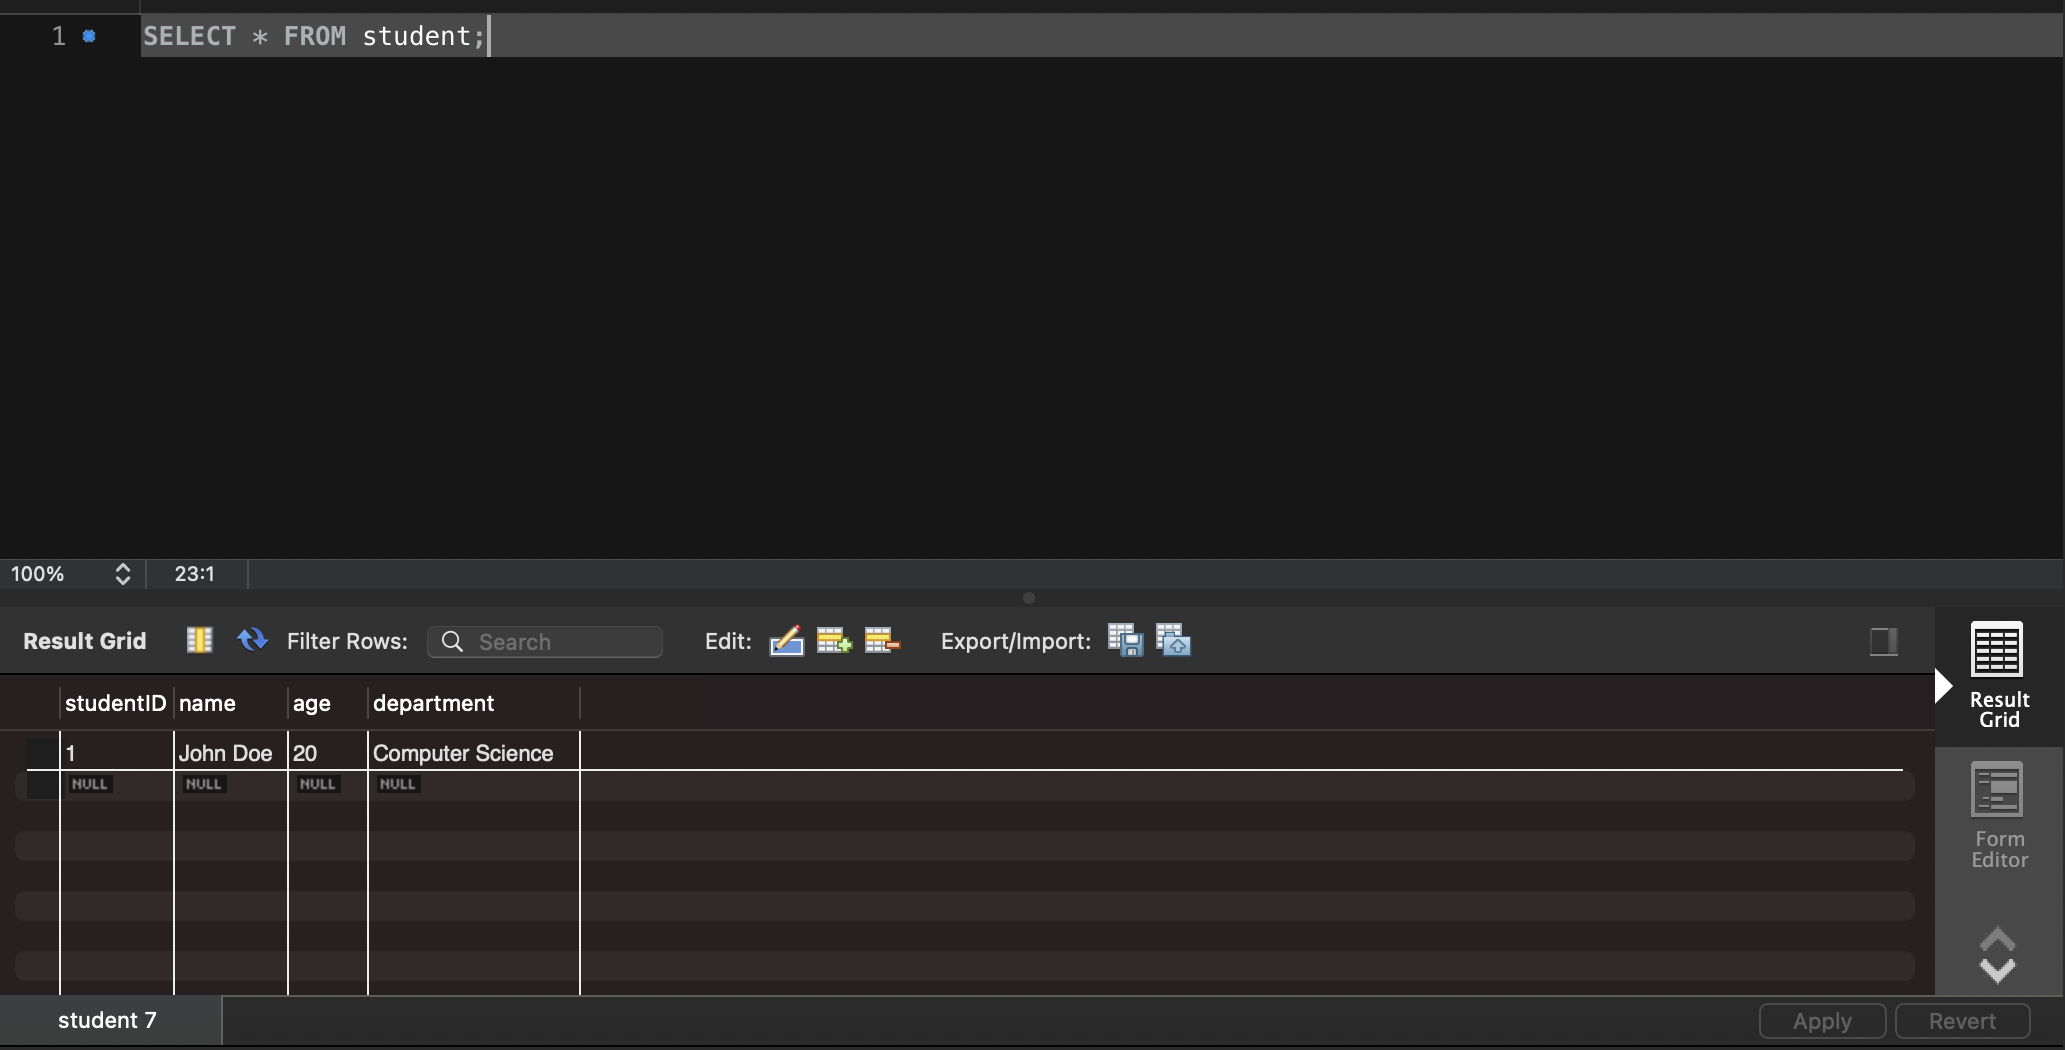 1 SELECT * FROM student;
100% 23:1
Result Grid Filter Rows: Search Edit: Export/Import:
studentID name age department
1 John Doe 20 Computer Science
NULL NULL NULL NULL
Result
Grid
Form
Editor
student 7 Apply Revert